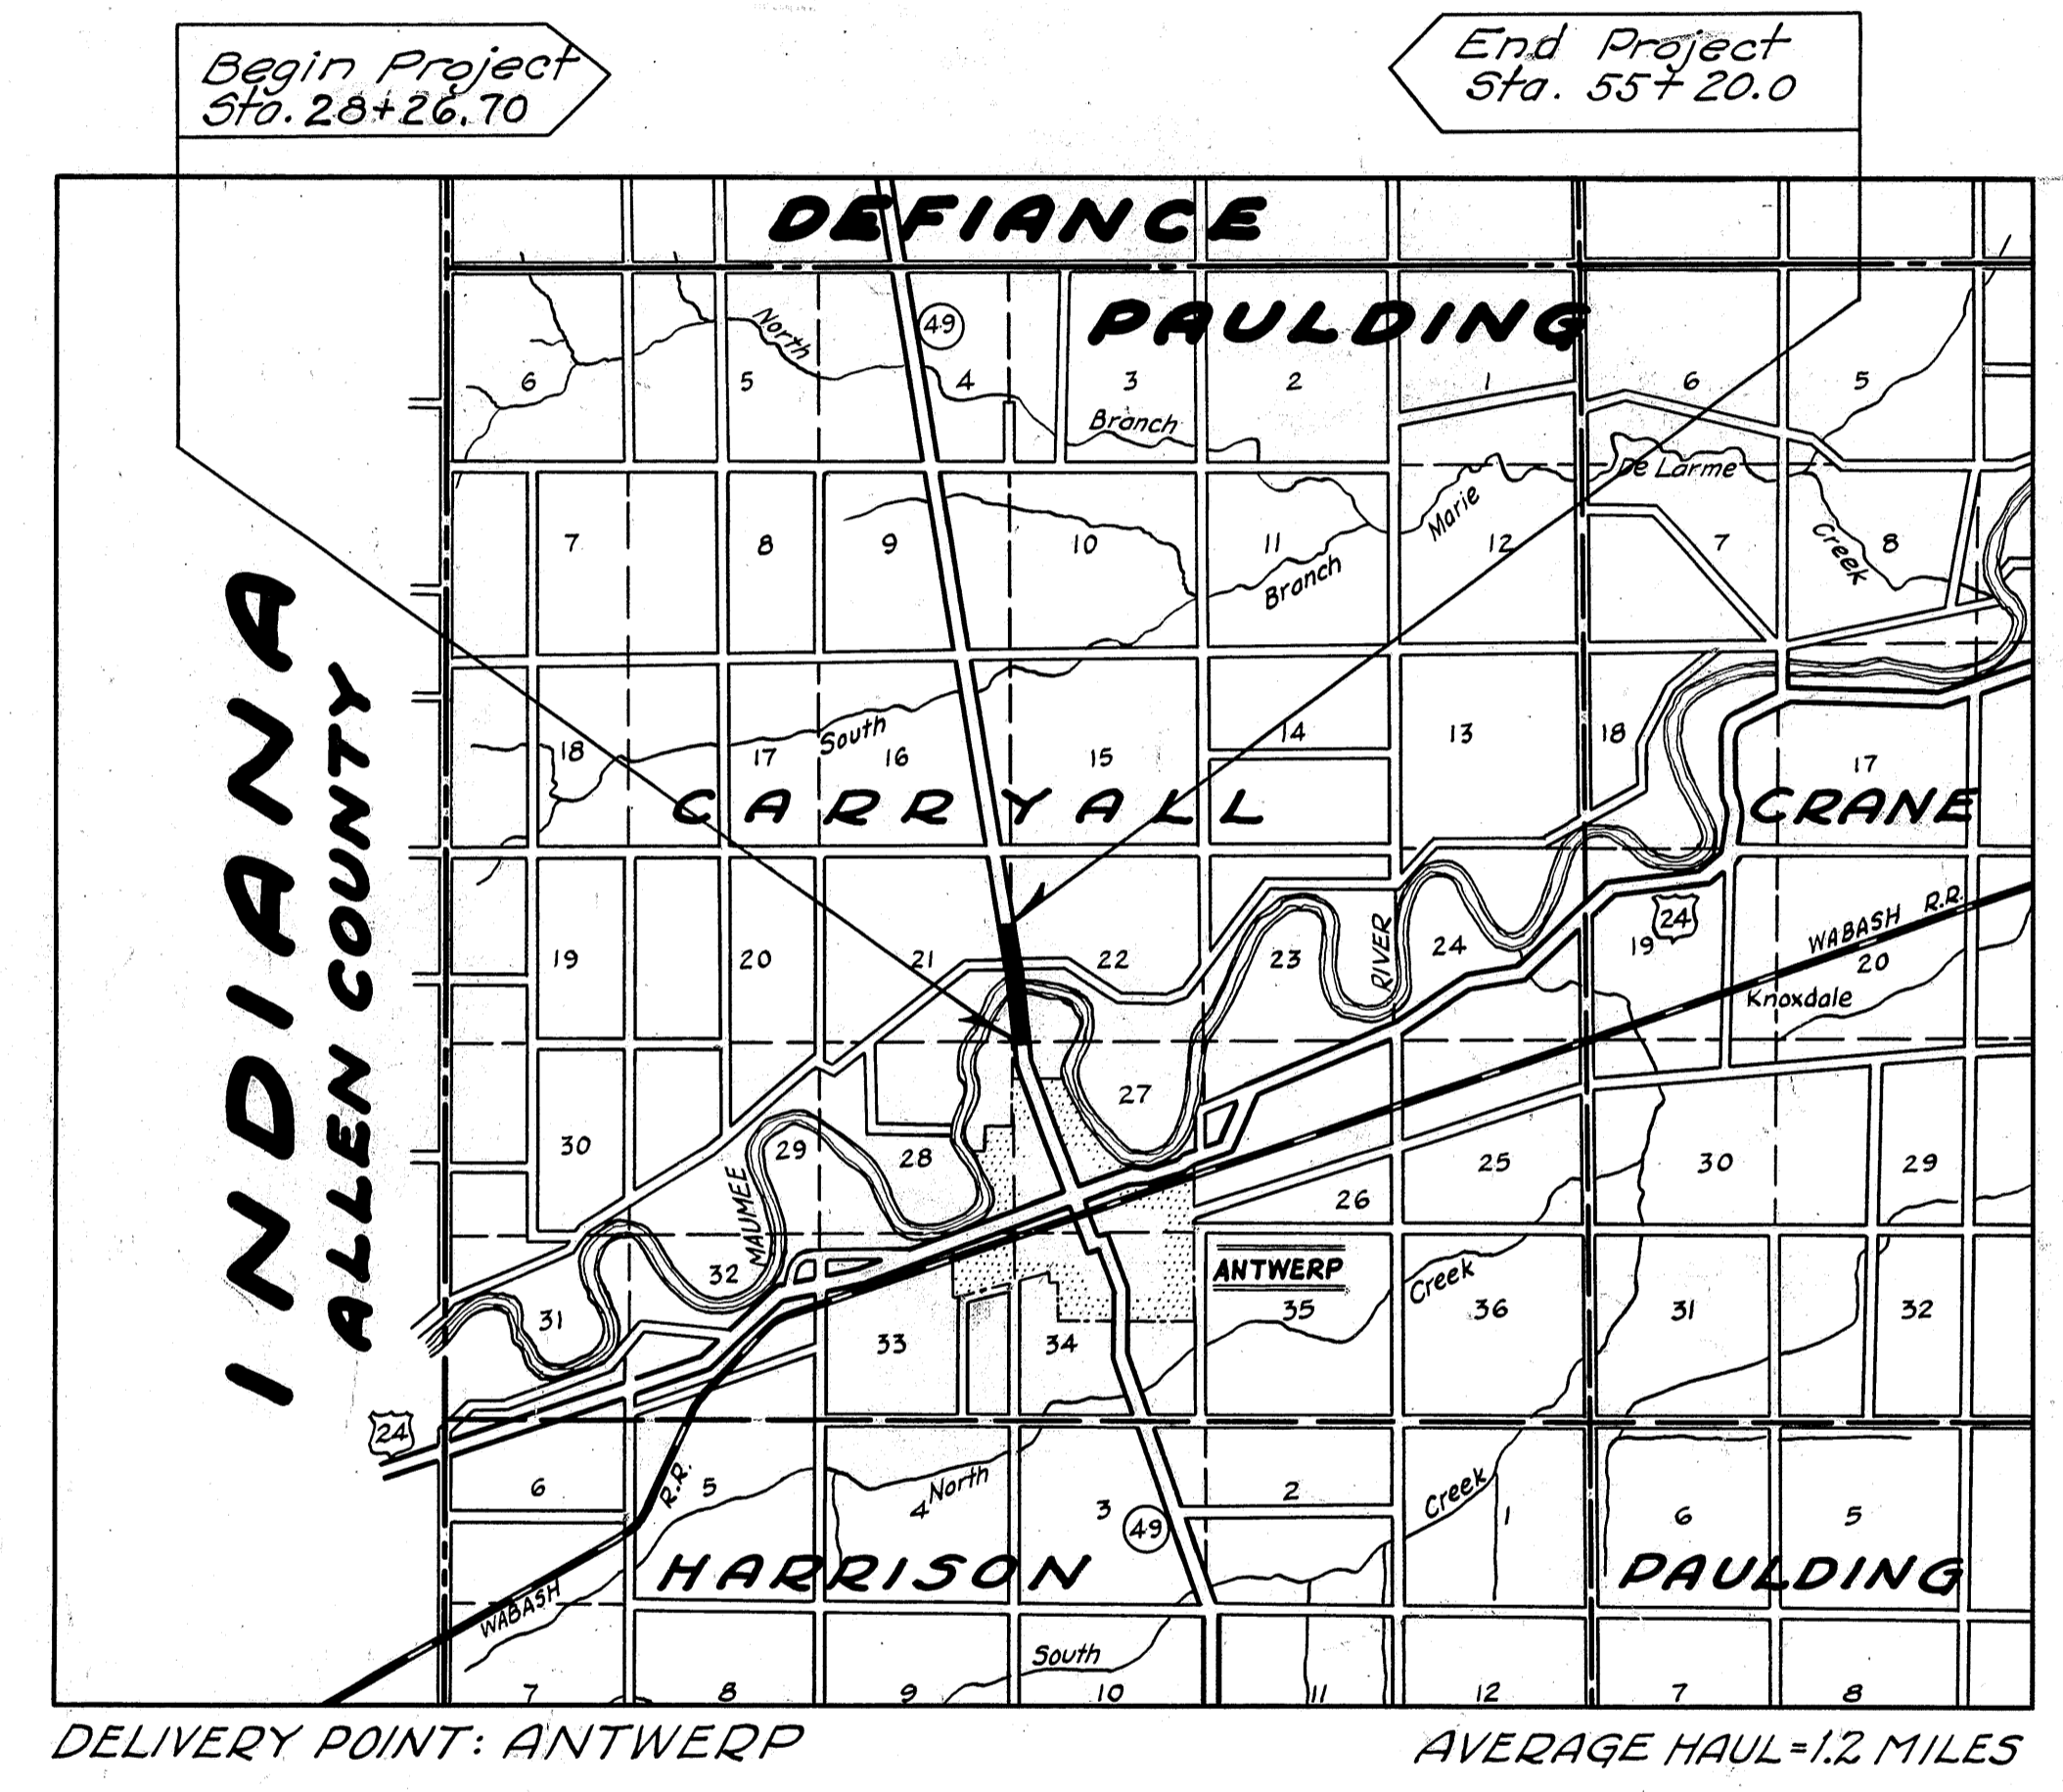 Begin Project
Sta. 28+26.70
End Project
Sta. 55+20.0
DEFIANCE
PAULDING
49
North
6
5
4
3
2
1
6
5
Branch
De Larme
Marie
Creek
7
8
9
10
11
12
7
8
Branch
INDIANA
ALLEN COUNTY
South
18
17
16
15
14
13
18
17
CARRYALL
CRANE
19
20
21
22
23
RIVER
24
19
24
WABASH R.R.
20
Knoxdale
27
30
29
28
26
25
30
29
MAUMEE
32
31
ANTWERP
Creek
33
34
35
36
31
32
24
6
R.R.
5
4
North
3
49
2
Creek
1
6
5
HARRISON
PAULDING
WABASH
South
7
8
9
10
11
12
7
8
DELIVERY POINT: ANTWERP
AVERAGE HAUL=1.2 MILES